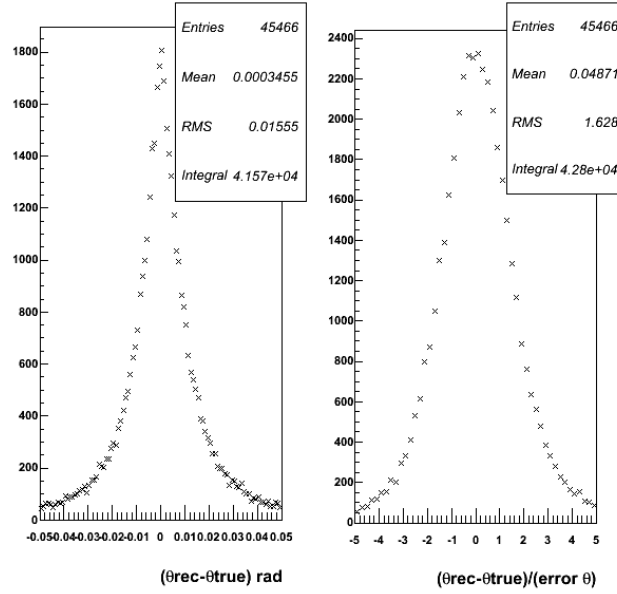 Entries 45466
Mean 0.0003455
RMS 0.01555
Integral 4.157e+04
1800
1600
1400
1200
1000
800
600
400
200
0
-0.05 -0.04 -0.03 -0.02 -0.01 0 0.01 0.02 0.03 0.04 0.05
(θrec-θtrue) rad
Entries 45466
Mean 0.04871
RMS 1.628
Integral 4.28e+04
2400
2200
2000
1800
1600
1400
1200
1000
800
600
400
200
0
-5 -4 -3 -2 -1 0 1 2 3 4 5
(θrec-θtrue)/(error θ)